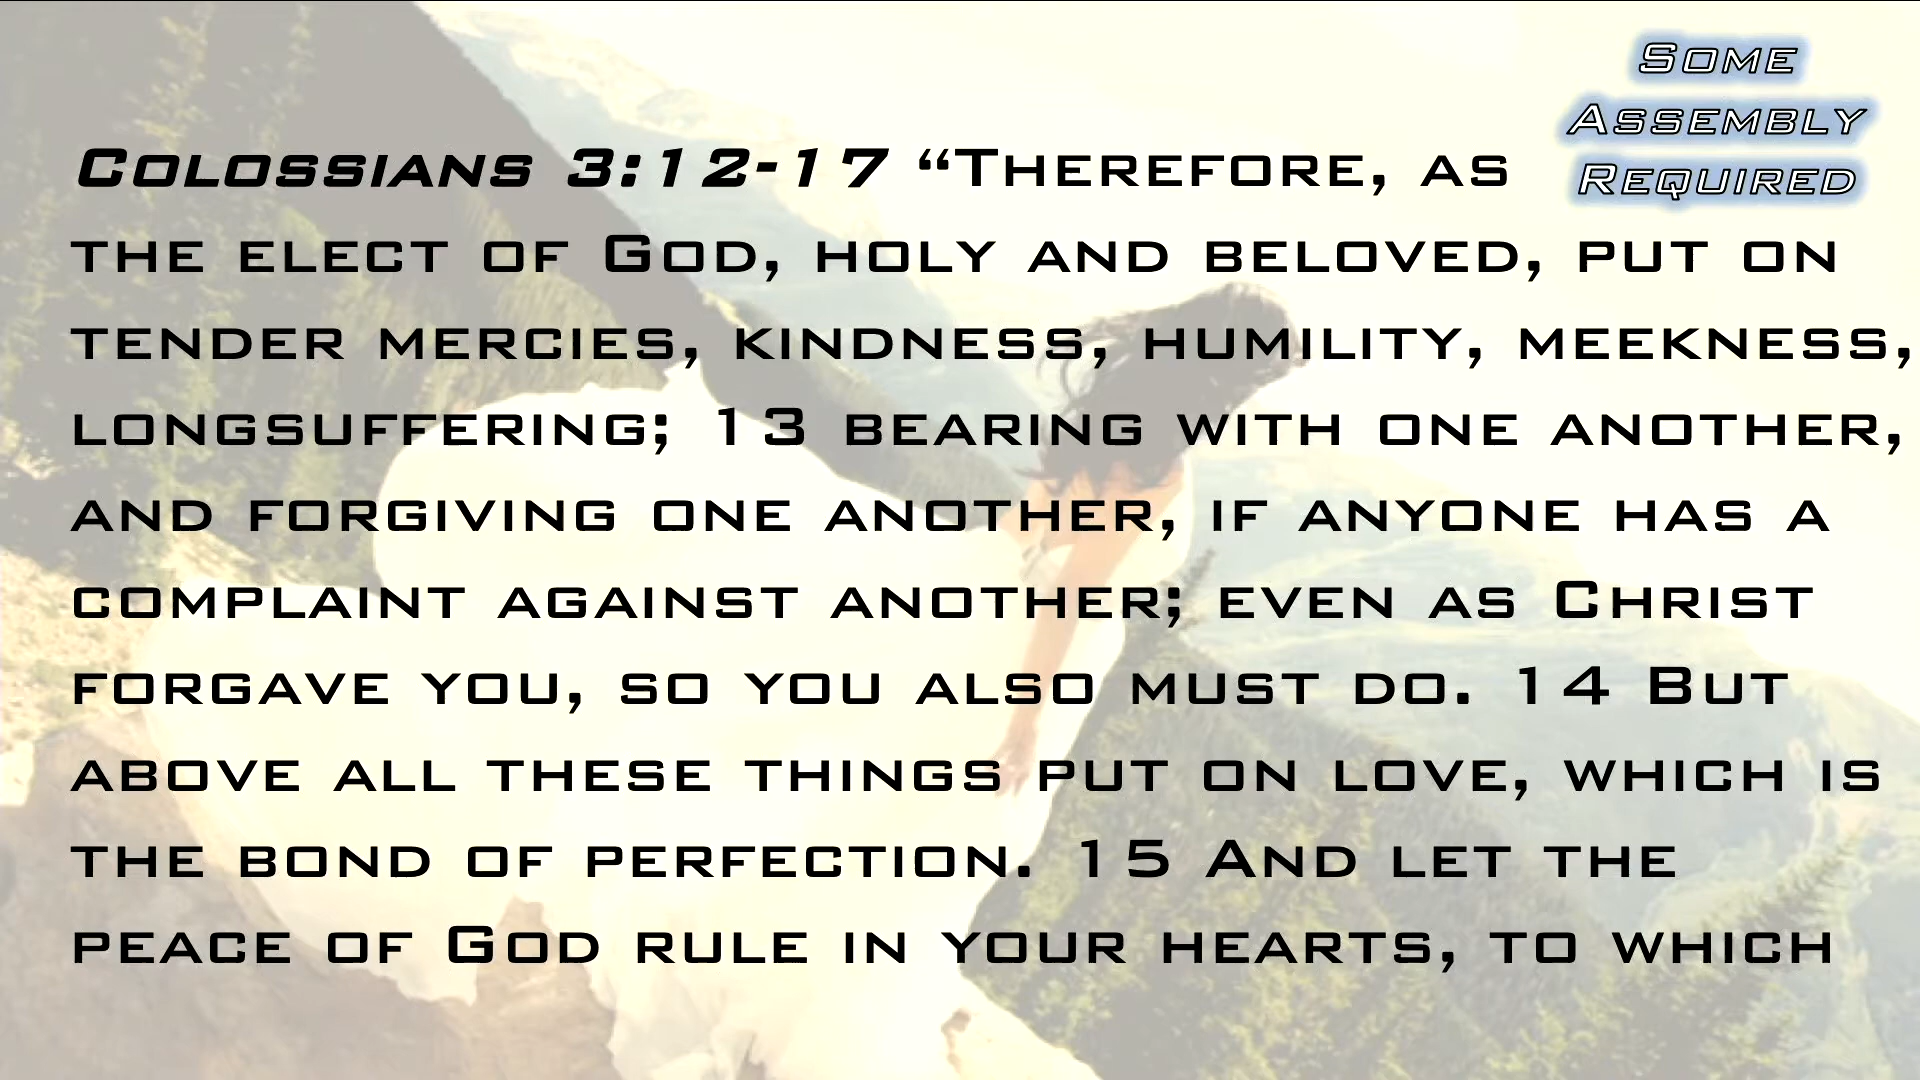 Some
Assembly
Required
Colossians 3:12-17 “Therefore, as
the elect of God, holy and beloved, put on
tender mercies, kindness, humility, meekness,
longsuffering; 13 bearing with one another,
and forgiving one another, if anyone has a
complaint against another; even as Christ
forgave you, so you also must do. 14 But
above all these things put on love, which is
the bond of perfection. 15 And let the
peace of God rule in your hearts, to which